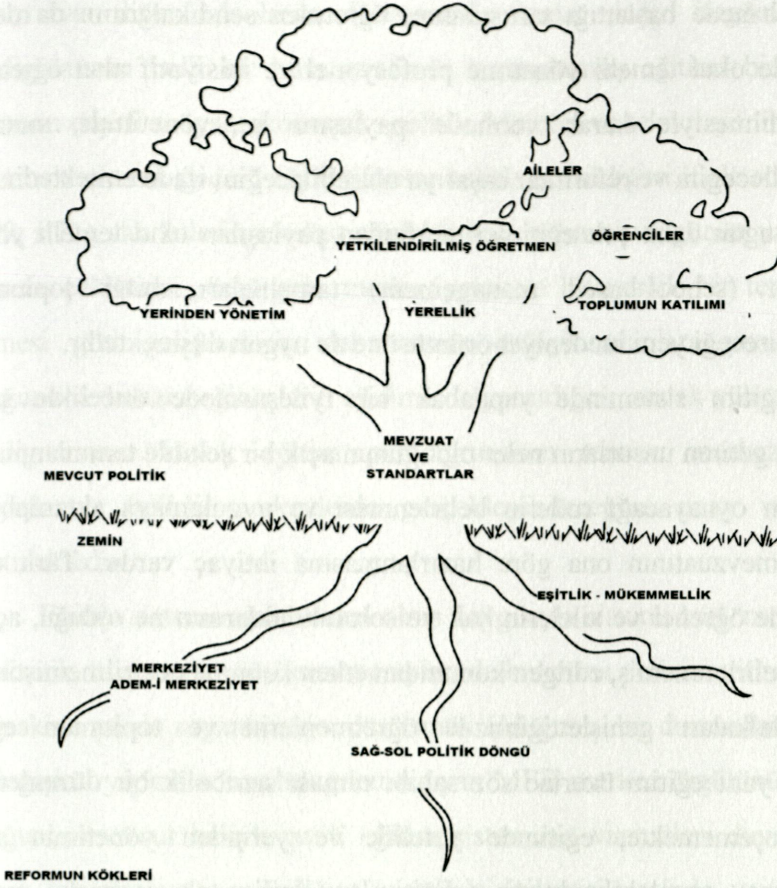 AİLELER
ÖĞRENCİLER
YETKİLENDİRİLMİŞ ÖĞRETMEN
TOPLUMUN KATILIMI
YERİNDEN YÖNETİM
YERELLİK
MEVZUAT
VE
STANDARTLAR
MEVCUT POLİTİK
ZEMİN
EŞİTLİK - MÜKEMMELLİK
MERKEZİYET
ADEM-İ MERKEZİYET
SAĞ-SOL POLİTİK DÖNGÜ
REFORMUN KÖKLERİ